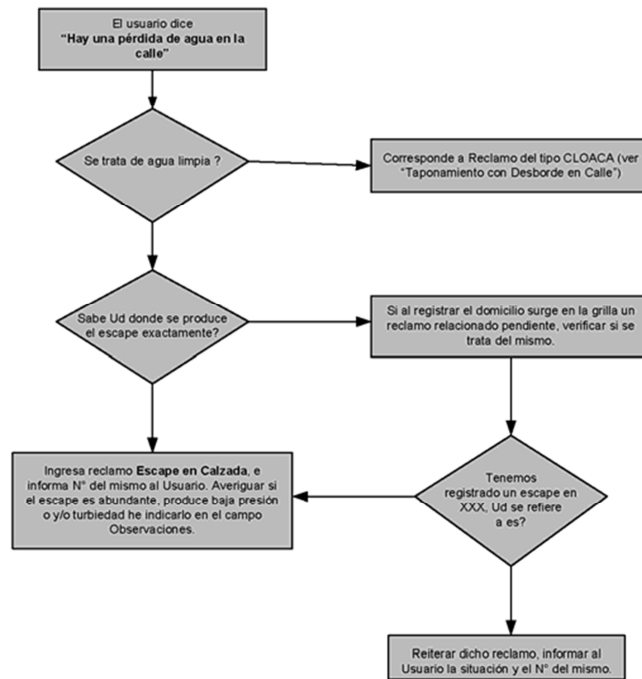 El usuario dice
“Hay una pérdida de agua en la
calle”
Se trata de agua limpia ?
Corresponde a Reclamo del tipo CLOACA (ver
“Taponamiento con Desborde en Calle”)
Sabe Ud donde se produce
el escape exactamente?
Si al registrar el domicilio surge en la grilla un
reclamo relacionado pendiente, verificar si se
trata del mismo.
Ingresa reclamo Escape en Calzada, e
informa N° del mismo al Usuario. Averiguar si
el escape es abundante, produce baja presión
o y/o turbiedad he indicarlo en el campo
Observaciones.
Tenemos
registrado un escape en
XXX, Ud se refiere
a es?
Reiterar dicho reclamo, informar al
Usuario la situación y el N° del mismo.